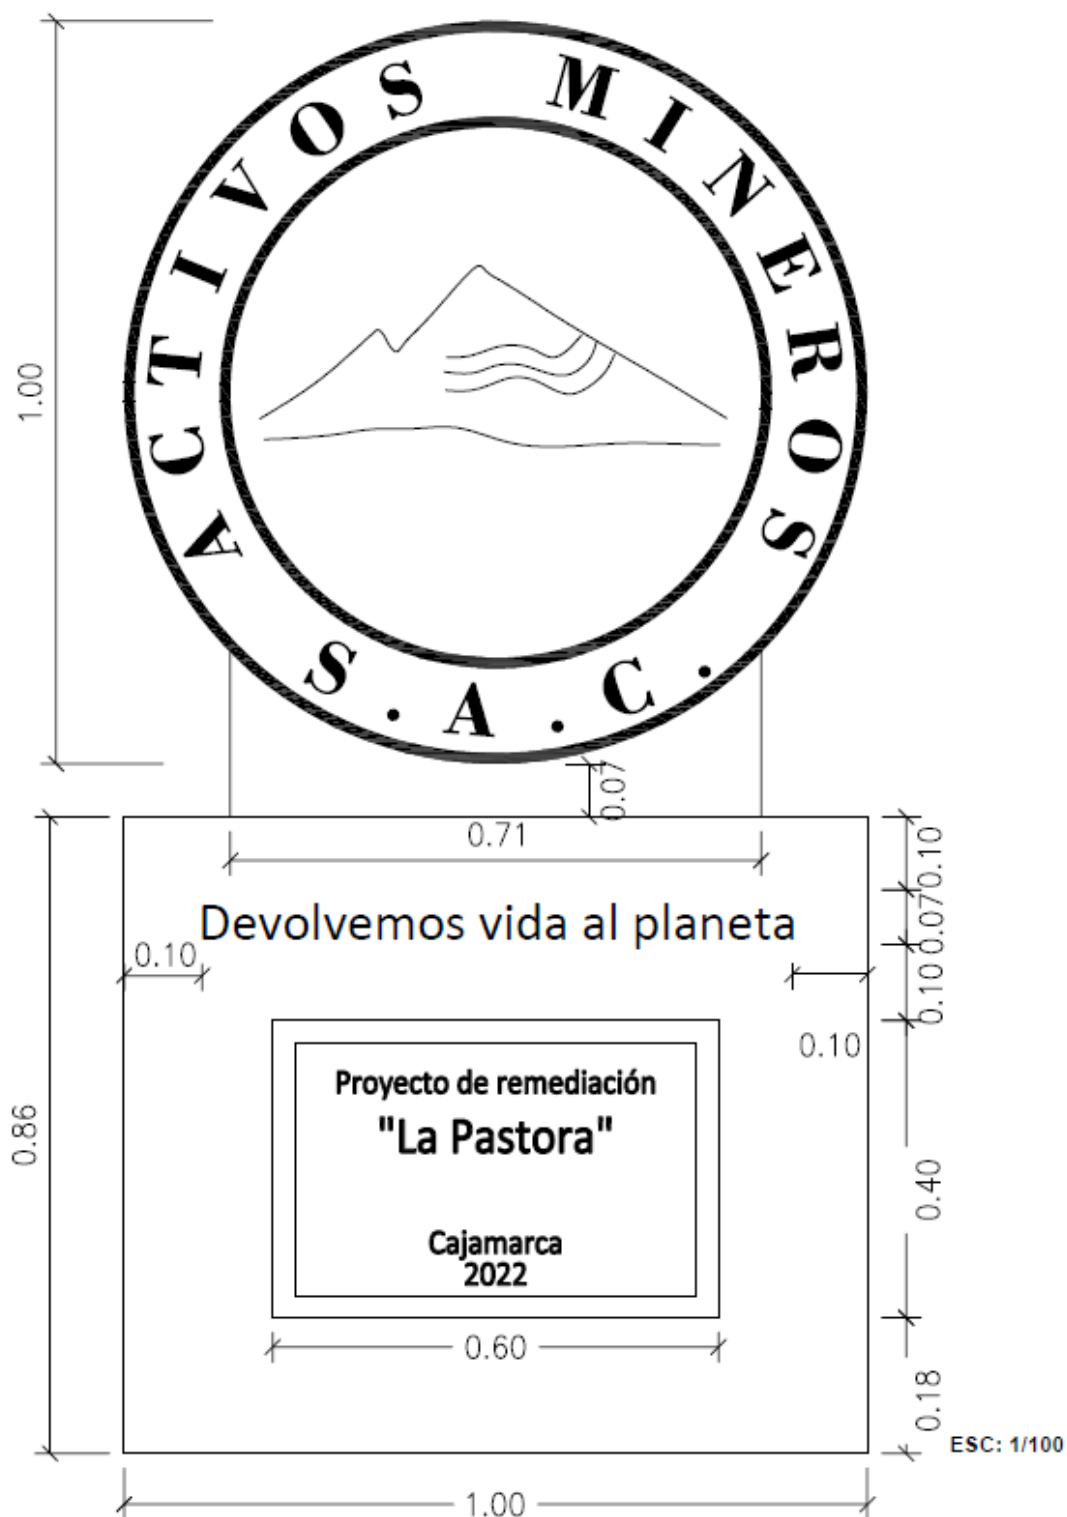 ACTIVOS MINEROS
S.A.C.
1.00
0.07
0.71
0.10
Devolvemos vida al planeta
0.07
0.10
0.10
0.10
Proyecto de remediación
"La Pastora"
0.86
0.40
Cajamarca
2022
0.60
0.18
ESC: 1/100
1.00